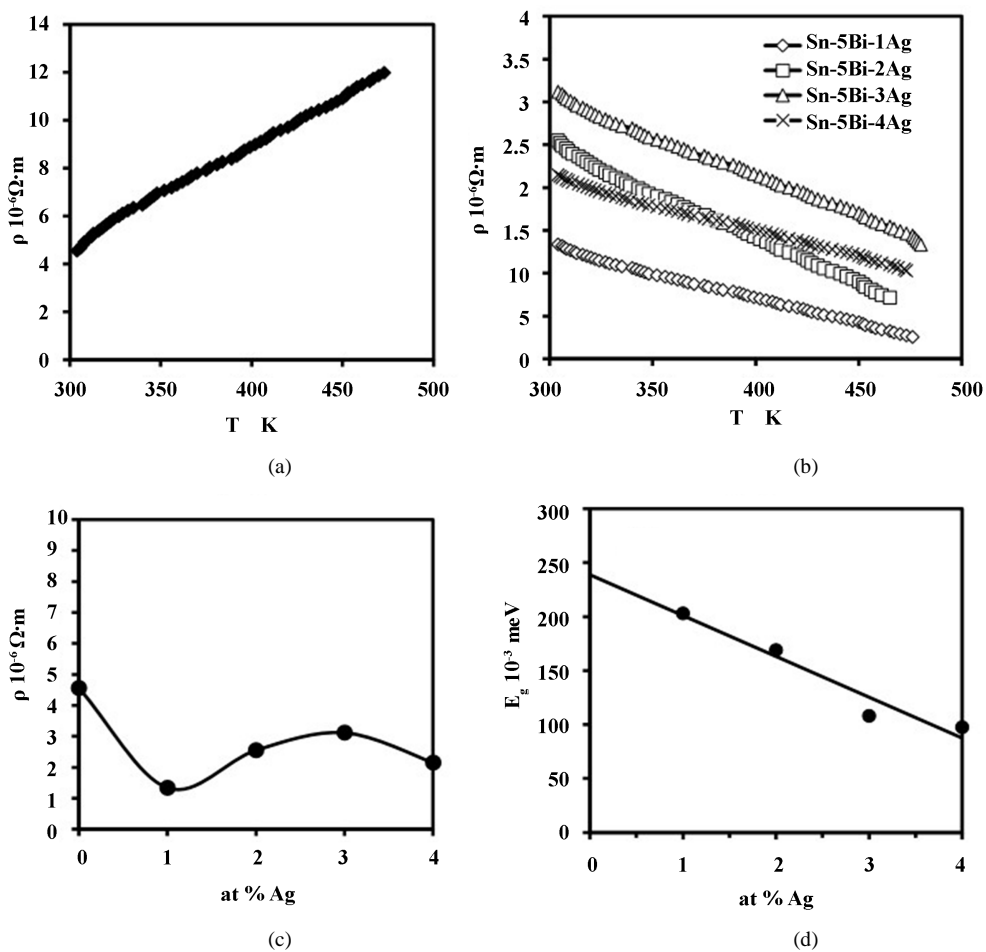 14
12
10
8
6
4
2
0
ρ 10⁻⁶Ω·m
300 350 400 450 500
T K
(a)
4
3.5
3
2.5
2
1.5
10
5
0
ρ 10⁻⁶Ω·m
Sn-5Bi-1Ag
Sn-5Bi-2Ag
Sn-5Bi-3Ag
Sn-5Bi-4Ag
300 350 400 450 500
T K
(b)
10
9
8
7
6
5
4
3
2
1
0
ρ 10⁻⁶Ω·m
0 1 2 3 4
at % Ag
(c)
300
250
200
150
100
50
0
E_g 10⁻³ meV
0 1 2 3 4
at % Ag
(d)